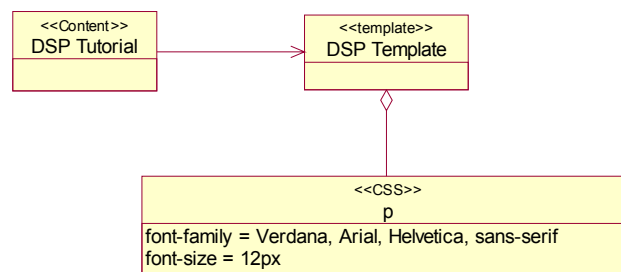 <<Content>>
DSP Tutorial
<<template>>
DSP Template
<<CSS>>
p
font-family = Verdana, Arial, Helvetica, sans-serif
font-size = 12px